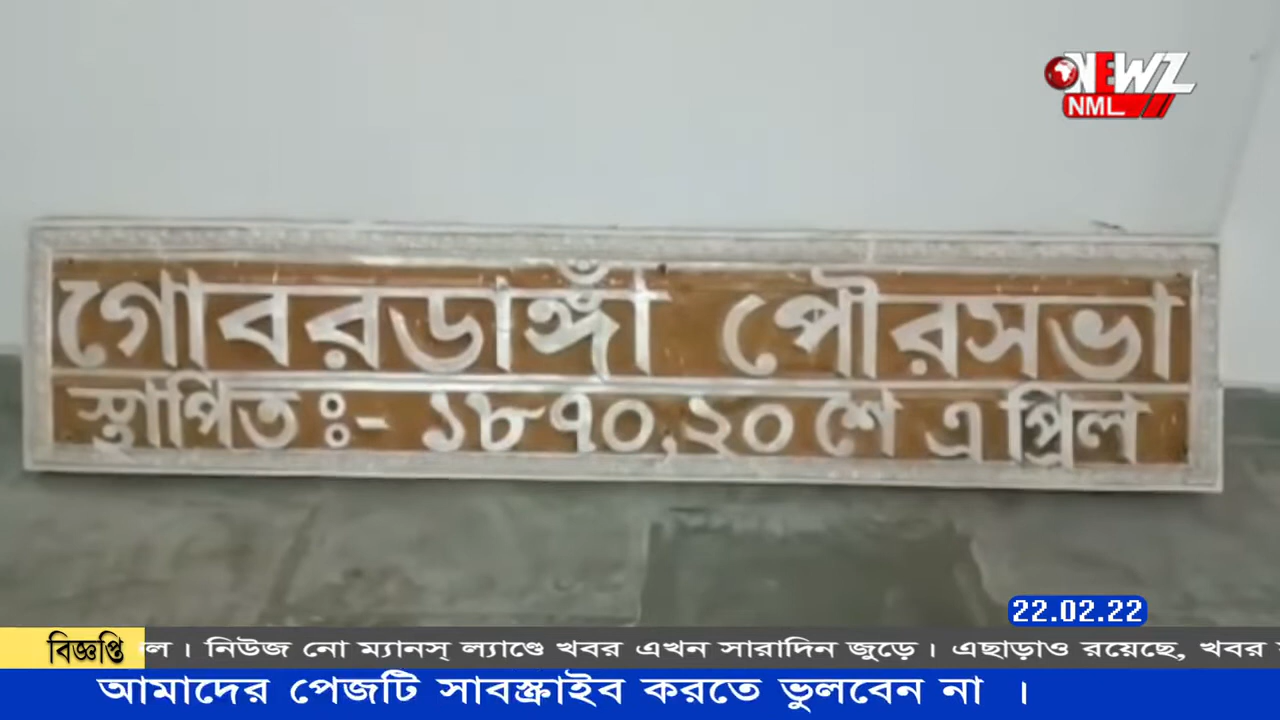 NEWZ
NML
গোবরডাঙ্গাঁ পৌরসভা
স্থাপিত ঃ- ১৮৭০,২০ শে এপ্রিল
22.02.22
বিজ্ঞপ্তি
। নিউজ নো ম্যানস্ ল্যাণ্ডে খবর এখন সারাদিন জুড়ে । এছাড়াও রয়েছে, খবর
আমাদের পেজটি সাবস্ক্রাইব করতে ভুলবেন না ।